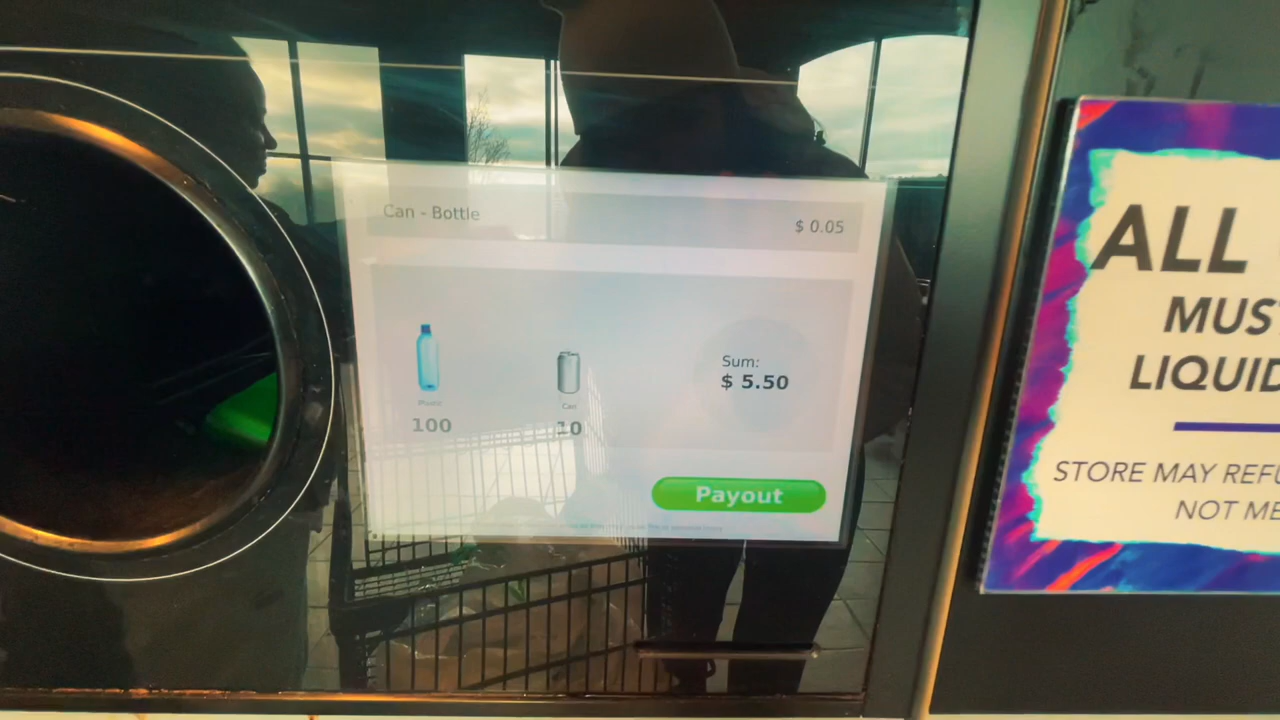 Can - Bottle
$ 0.05
Plastic
Can
100
10
Sum:
$ 5.50
Payout
ALL
MUST
LIQUID
STORE MAY REFU
NOT ME